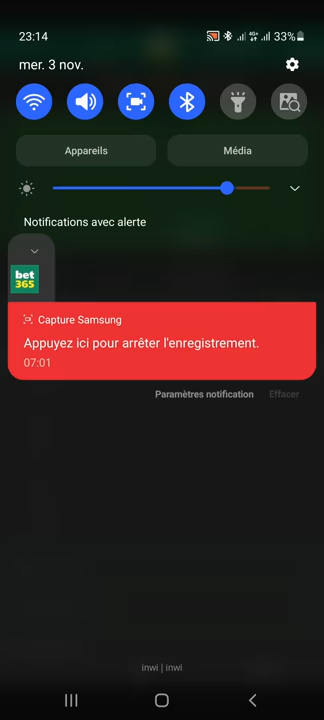 23:14
4G+
33%
mer. 3 nov.
Appareils
Média
Notifications avec alerte
bet
365
Capture Samsung
Appuyez ici pour arrêter l'enregistrement.
07:01
Paramètres notification
Effacer
inwi | inwi